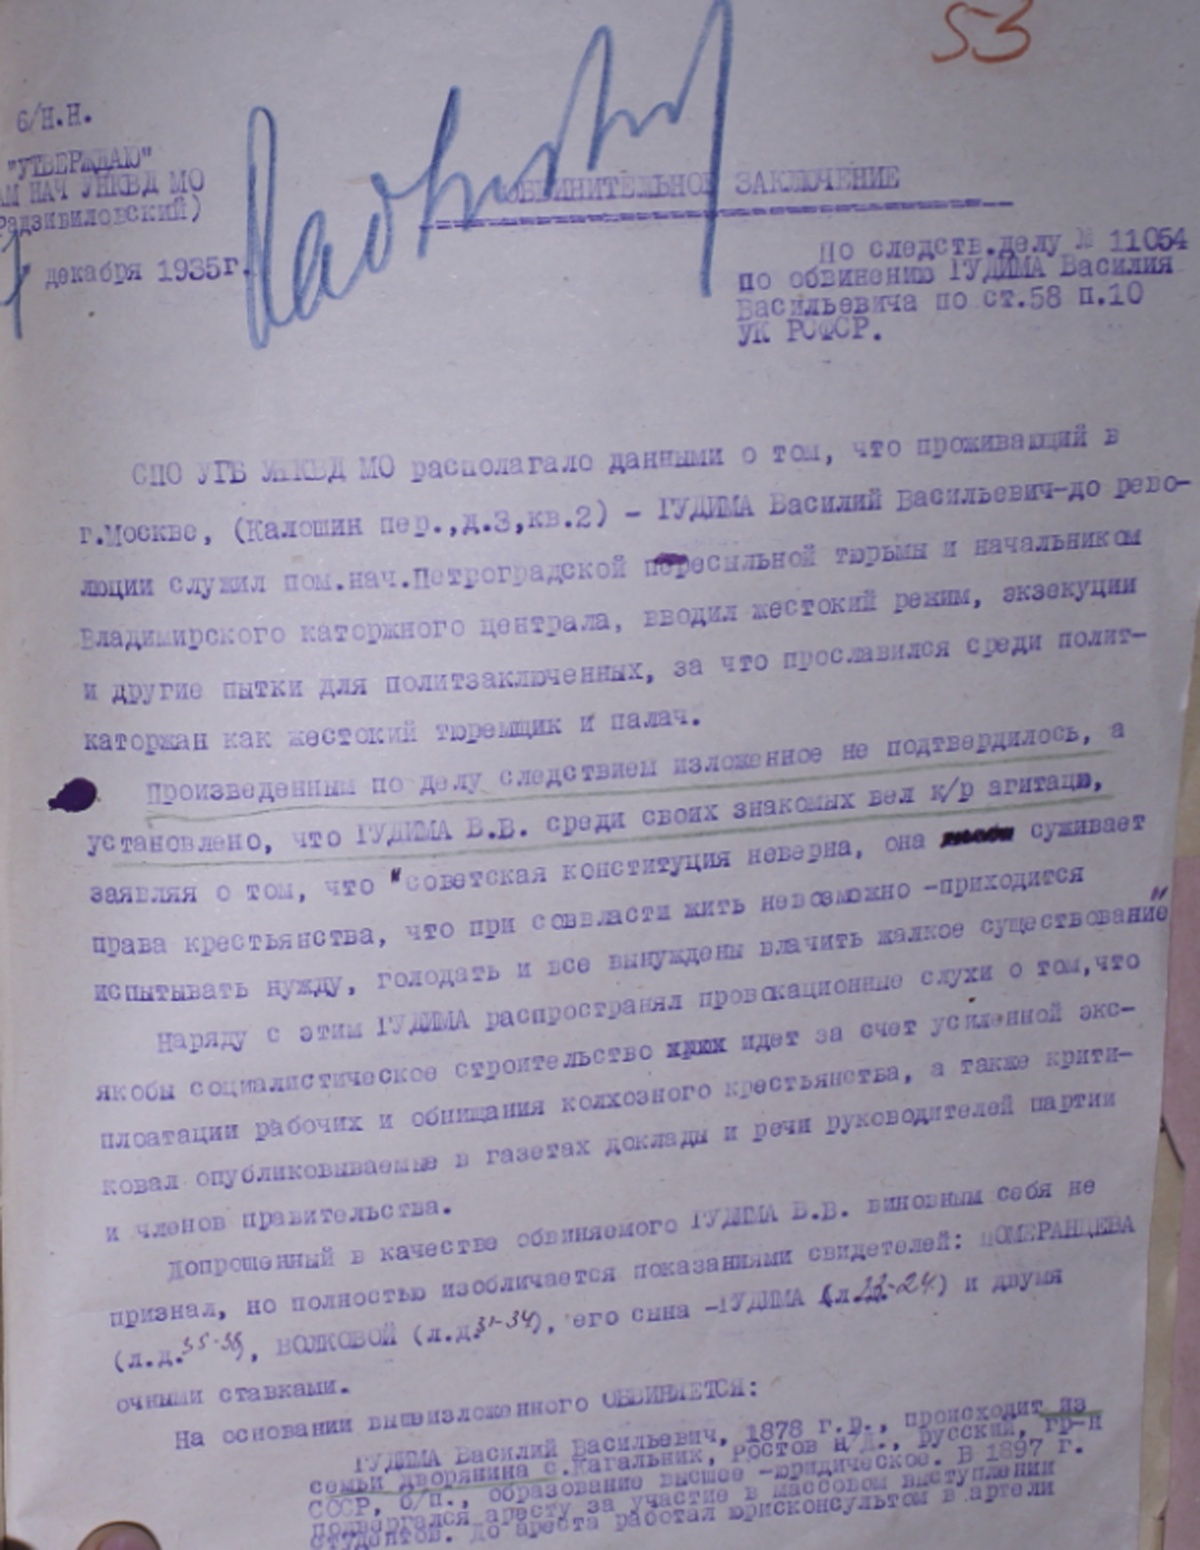 53
6/Н.Н.
"УТВЕРЖДАЮ"
АМ НАЧ УНКВД МО
Радзивиловский)
декабря 1935г.
ОБВИНИТЕЛЬНОЕ ЗАКЛЮЧЕНИЕ
По следств.делу № 11054
по обвинению ГУДИМА Василия
Васильевича по ст.58 п.10
УК РСФСР.
СПО УГБ УНКВД МО располагало данными о том, что проживающий в
г.Москве, (Калошин пер.,д.3,кв.2) - ГУДИМА Василий Васильевич-до рево-
люции служил пом.нач.Петроградской пересыльной тюрьмы и начальником
Владимирского каторжного централа, вводил жестокий режим, экзекуции
и другие пытки для политзаключенных, за что прославился среди полит-
каторжан как жестокий тюремщик и палач.
Произведенным по делу следствием изложенное не подтвердилось, а
установлено, что ГУДИМА В.В. среди своих знакомых вел к/р агитацю,
заявляя о том, что "советская конституция неверна, она суживает
права крестьянства, что при соввласти жить невозможно -приходится
испытывать нужду, голодать и все вынуждены влачить жалкое существование"
Наряду с этим ГУДИМА распространял провокационные слухи о том,что
якобы социалистическое строительство идет за счет усиленной экс-
плоатации рабочих и обнищания колхозного крестьянства, а также крити-
ковал опубликовываемые в газетах доклады и речи руководителей партии
и членов правительства.
Допрошенный в качестве обвиняемого ГУДИМА В.В. виновным себя не
признал, но полностью изобличается показаниями свидетелей: ПОМЕРАНЦЕВА
(л.д.35-38), ВОЛКОВОЙ (л.д.31-34), его сына -ГУДИМА (л.д.23-24) и двумя
очными ставками.
На основании вышеизложенного ОБВИНЯЕТСЯ:
ГУДИМА Василий Васильевич, 1878 г.р., происходит из
семьи дворянина с.Кагальник, Ростов н/Д., русский, гр-н
СССР, б/п., образование высшее -юридическое. В 1897 г.
подвергался аресту за участие в массовом выступлении
студентов. До ареста работал юрисконсультом в артели